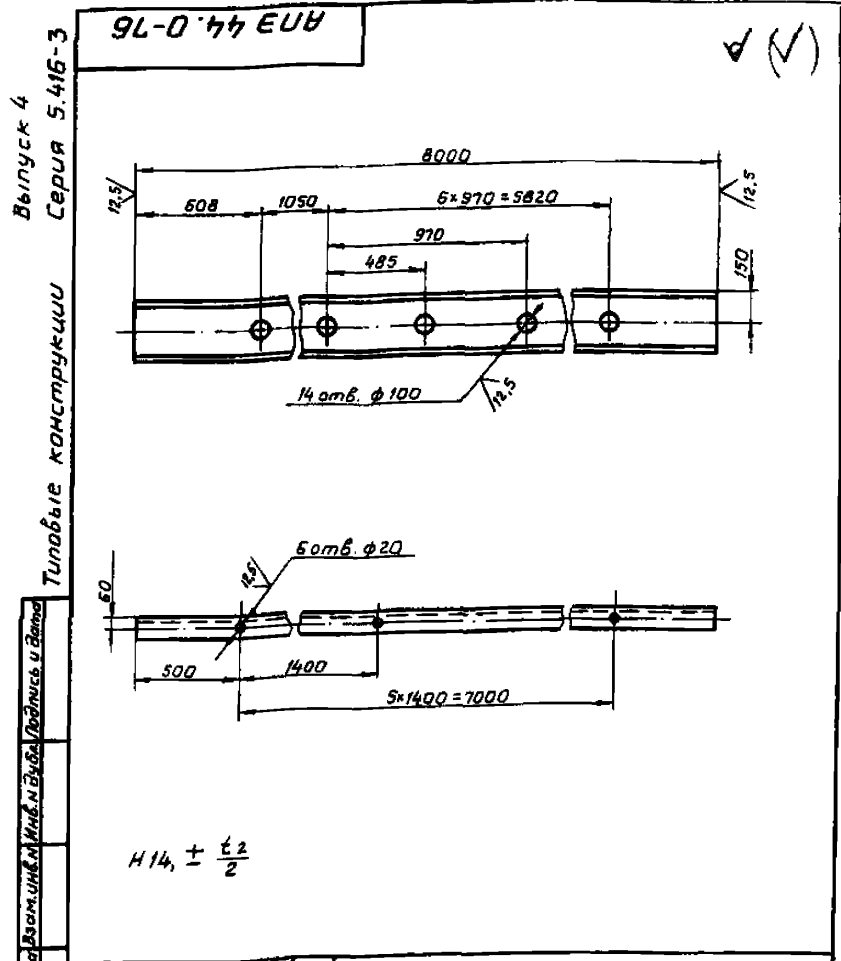 АПЭ 44.0-16
Выпуск 4
Типовые конструкции Серия 5.416-3
8000
12,5
608
1050
6×970=5820
12,5
970
485
150
14 отв. ф100
12,5
6 отв. ф20
12,5
60
500
1400
5×1400=7000
Н14, ± t2/2
Взам.инв.N
Инв.N дубл.
Подпись и дата